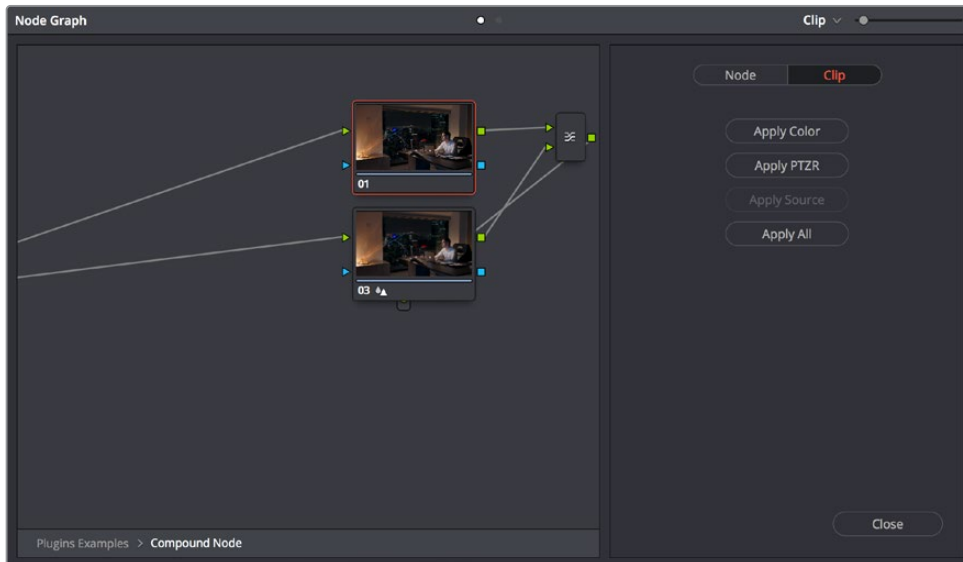 Node Graph
Clip
Node
Clip
Apply Color
Apply PTZR
Apply Source
Apply All
01
03
Close
Plugins Examples > Compound Node